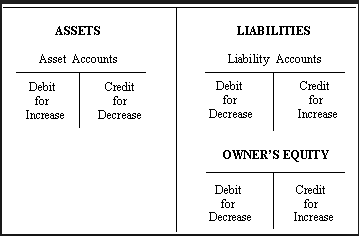 ASSETS
Asset Accounts
Debit Credit
for for
Increase Decrease
LIABILITIES
Liability Accounts
Debit Credit
for for
Decrease Increase
OWNER'S EQUITY
Debit Credit
for for
Decrease Increase